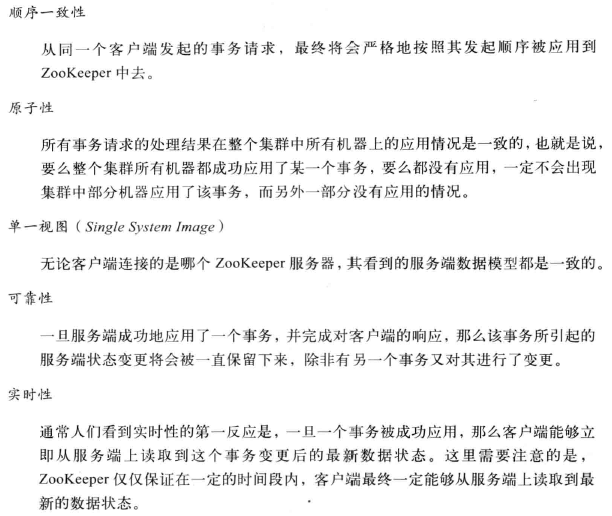 顺序一致性
从同一个客户端发起的事务请求，最终将会严格地按照其发起顺序被应用到
ZooKeeper 中去。
原子性
所有事务请求的处理结果在整个集群中所有机器上的应用情况是一致的，也就是说，
要么整个集群所有机器都成功应用了某一个事务，要么都没有应用，一定不会出现
集群中部分机器应用了该事务，而另外一部分没有应用的情况。
单一视图（Single System Image）
无论客户端连接的是哪个 ZooKeeper 服务器，其看到的服务端数据模型都是一致的。
可靠性
一旦服务端成功地应用了一个事务，并完成对客户端的响应，那么该事务所引起的
服务端状态变更将会被一直保留下来，除非有另一个事务又对其进行了变更。
实时性
通常人们看到实时性的第一反应是，一旦一个事务被成功应用，那么客户端能够立
即从服务端上读取到这个事务变更后的最新数据状态。这里需要注意的是，
ZooKeeper 仅仅保证在一定的时间段内，客户端最终一定能够从服务端上读取到最
新的数据状态。